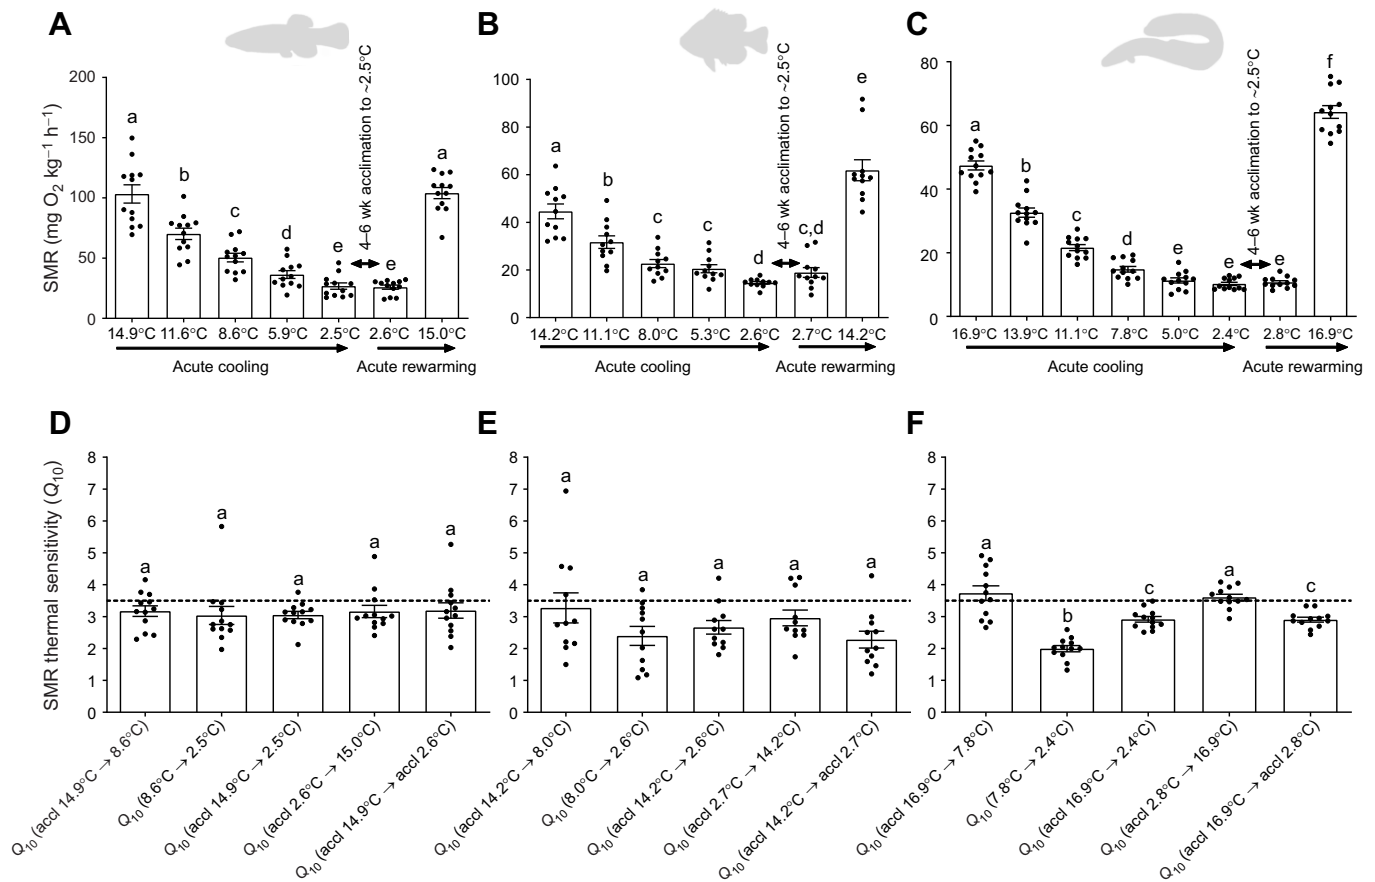 A
B
C
SMR (mg O2 kg−1 h−1)
200
150
100
50
0
a
b
c
d
e
e
a
4–6 wk acclimation to ~2.5°C
14.9°C
11.6°C
8.6°C
5.9°C
2.5°C
2.6°C
15.0°C
Acute cooling
Acute rewarming
100
80
60
40
20
0
a
b
c
c
d
c,d
e
4–6 wk acclimation to ~2.5°C
14.2°C
11.1°C
8.0°C
5.3°C
2.6°C
2.7°C
14.2°C
Acute cooling
Acute rewarming
80
60
40
20
0
a
b
c
d
e
e
e
f
4–6 wk acclimation to ~2.5°C
16.9°C
13.9°C
11.1°C
7.8°C
5.0°C
2.4°C
2.8°C
16.9°C
Acute cooling
Acute rewarming
D
E
F
SMR thermal sensitivity (Q10)
8
7
6
5
4
3
2
1
0
a
a
a
a
a
Q10 (accl 14.9°C → 8.6°C)
Q10 (8.6°C → 2.5°C)
Q10 (accl 14.9°C → 2.5°C)
Q10 (accl 2.6°C → 15.0°C)
Q10 (accl 14.9°C → accl 2.6°C)
8
7
6
5
4
3
2
1
0
a
a
a
a
a
Q10 (accl 14.2°C → 8.0°C)
Q10 (8.0°C → 2.6°C)
Q10 (accl 14.2°C → 2.6°C)
Q10 (accl 2.7°C → 14.2°C)
Q10 (accl 14.2°C → accl 2.7°C)
8
7
6
5
4
3
2
1
0
a
b
c
a
c
Q10 (accl 16.9°C → 7.8°C)
Q10 (7.8°C → 2.4°C)
Q10 (accl 16.9°C → 2.4°C)
Q10 (accl 2.8°C → 16.9°C)
Q10 (accl 16.9°C → accl 2.8°C)